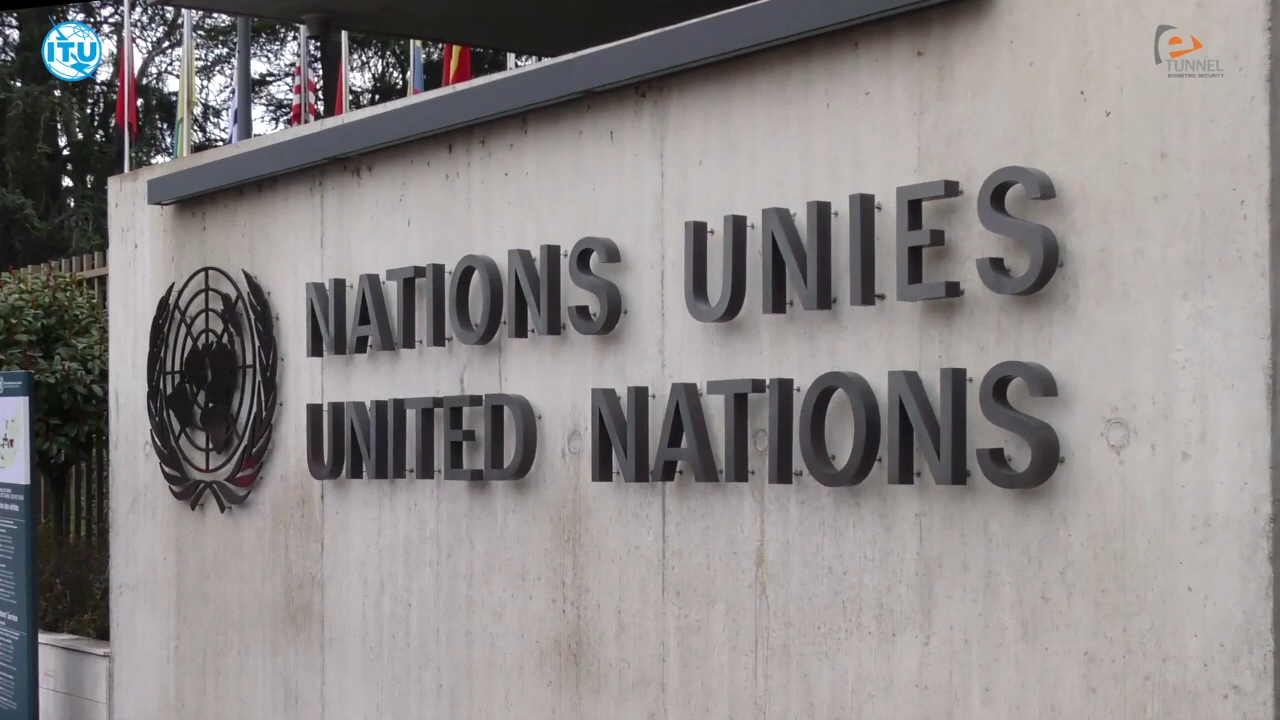 ITU
e
TUNNEL
BIOMETRIC SECURITY
NATIONS UNIES
UNITED NATIONS